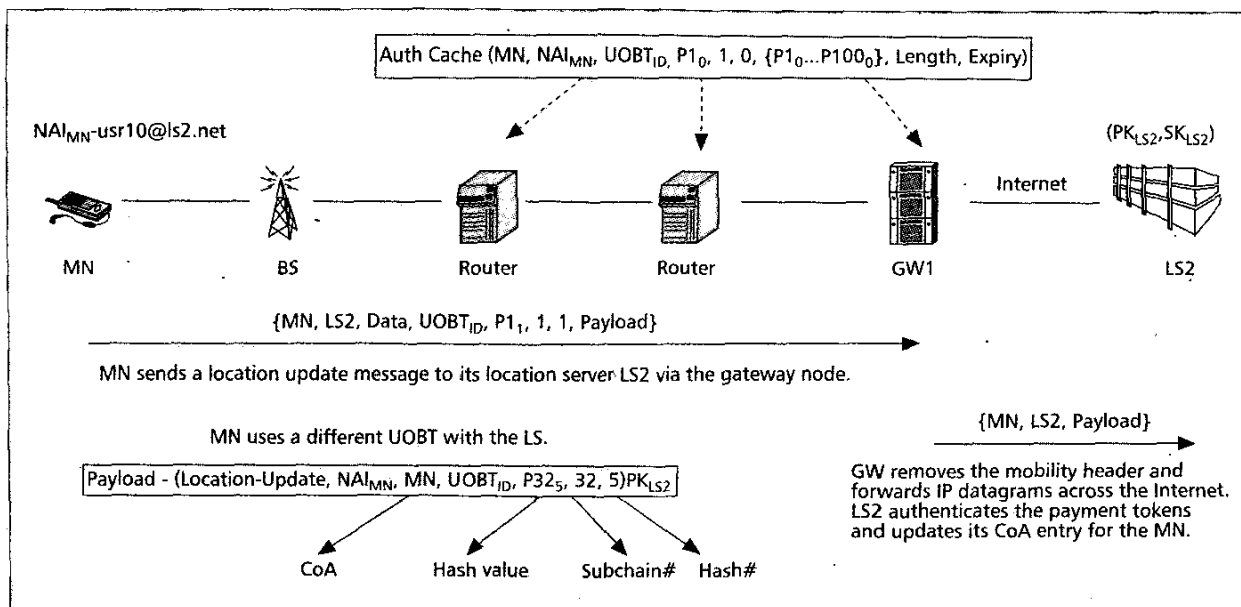 Auth Cache (MN, NAI_MN, UOBT_ID, P1_0, 1, 0, {P1_0...P100_0}, Length, Expiry)
NAI_MN-usr10@ls2.net
(PK_LS2,SK_LS2)
Internet
MN
BS
Router
Router
GW1
LS2
{MN, LS2, Data, UOBT_ID, P1_1, 1, 1, Payload}
MN sends a location update message to its location server LS2 via the gateway node.
MN uses a different UOBT with the LS.
Payload - (Location-Update, NAI_MN, MN, UOBT_ID, P32_5, 32, 5)PK_LS2
CoA
Hash value
Subchain#
Hash#
{MN, LS2, Payload}
GW removes the mobility header and
forwards IP datagrams across the Internet.
LS2 authenticates the payment tokens
and updates its CoA entry for the MN.